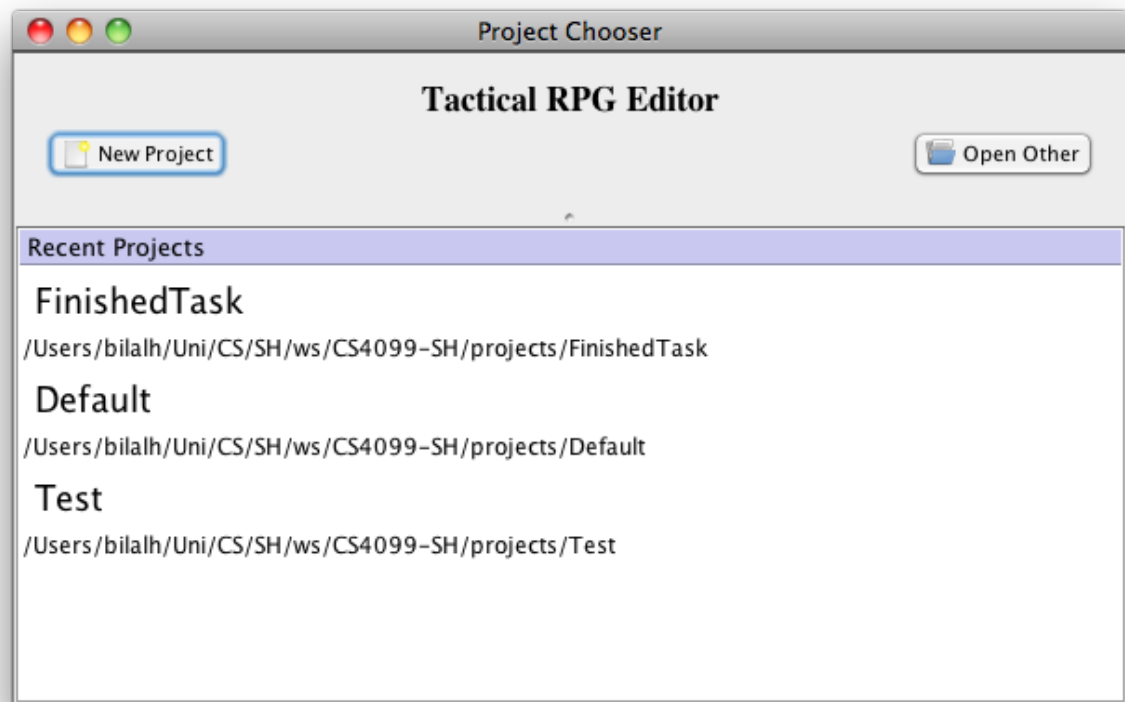 Project Chooser
Tactical RPG Editor
New Project
Open Other
Recent Projects
FinishedTask
/Users/bilalh/Uni/CS/SH/ws/CS4099-SH/projects/FinishedTask
Default
/Users/bilalh/Uni/CS/SH/ws/CS4099-SH/projects/Default
Test
/Users/bilalh/Uni/CS/SH/ws/CS4099-SH/projects/Test